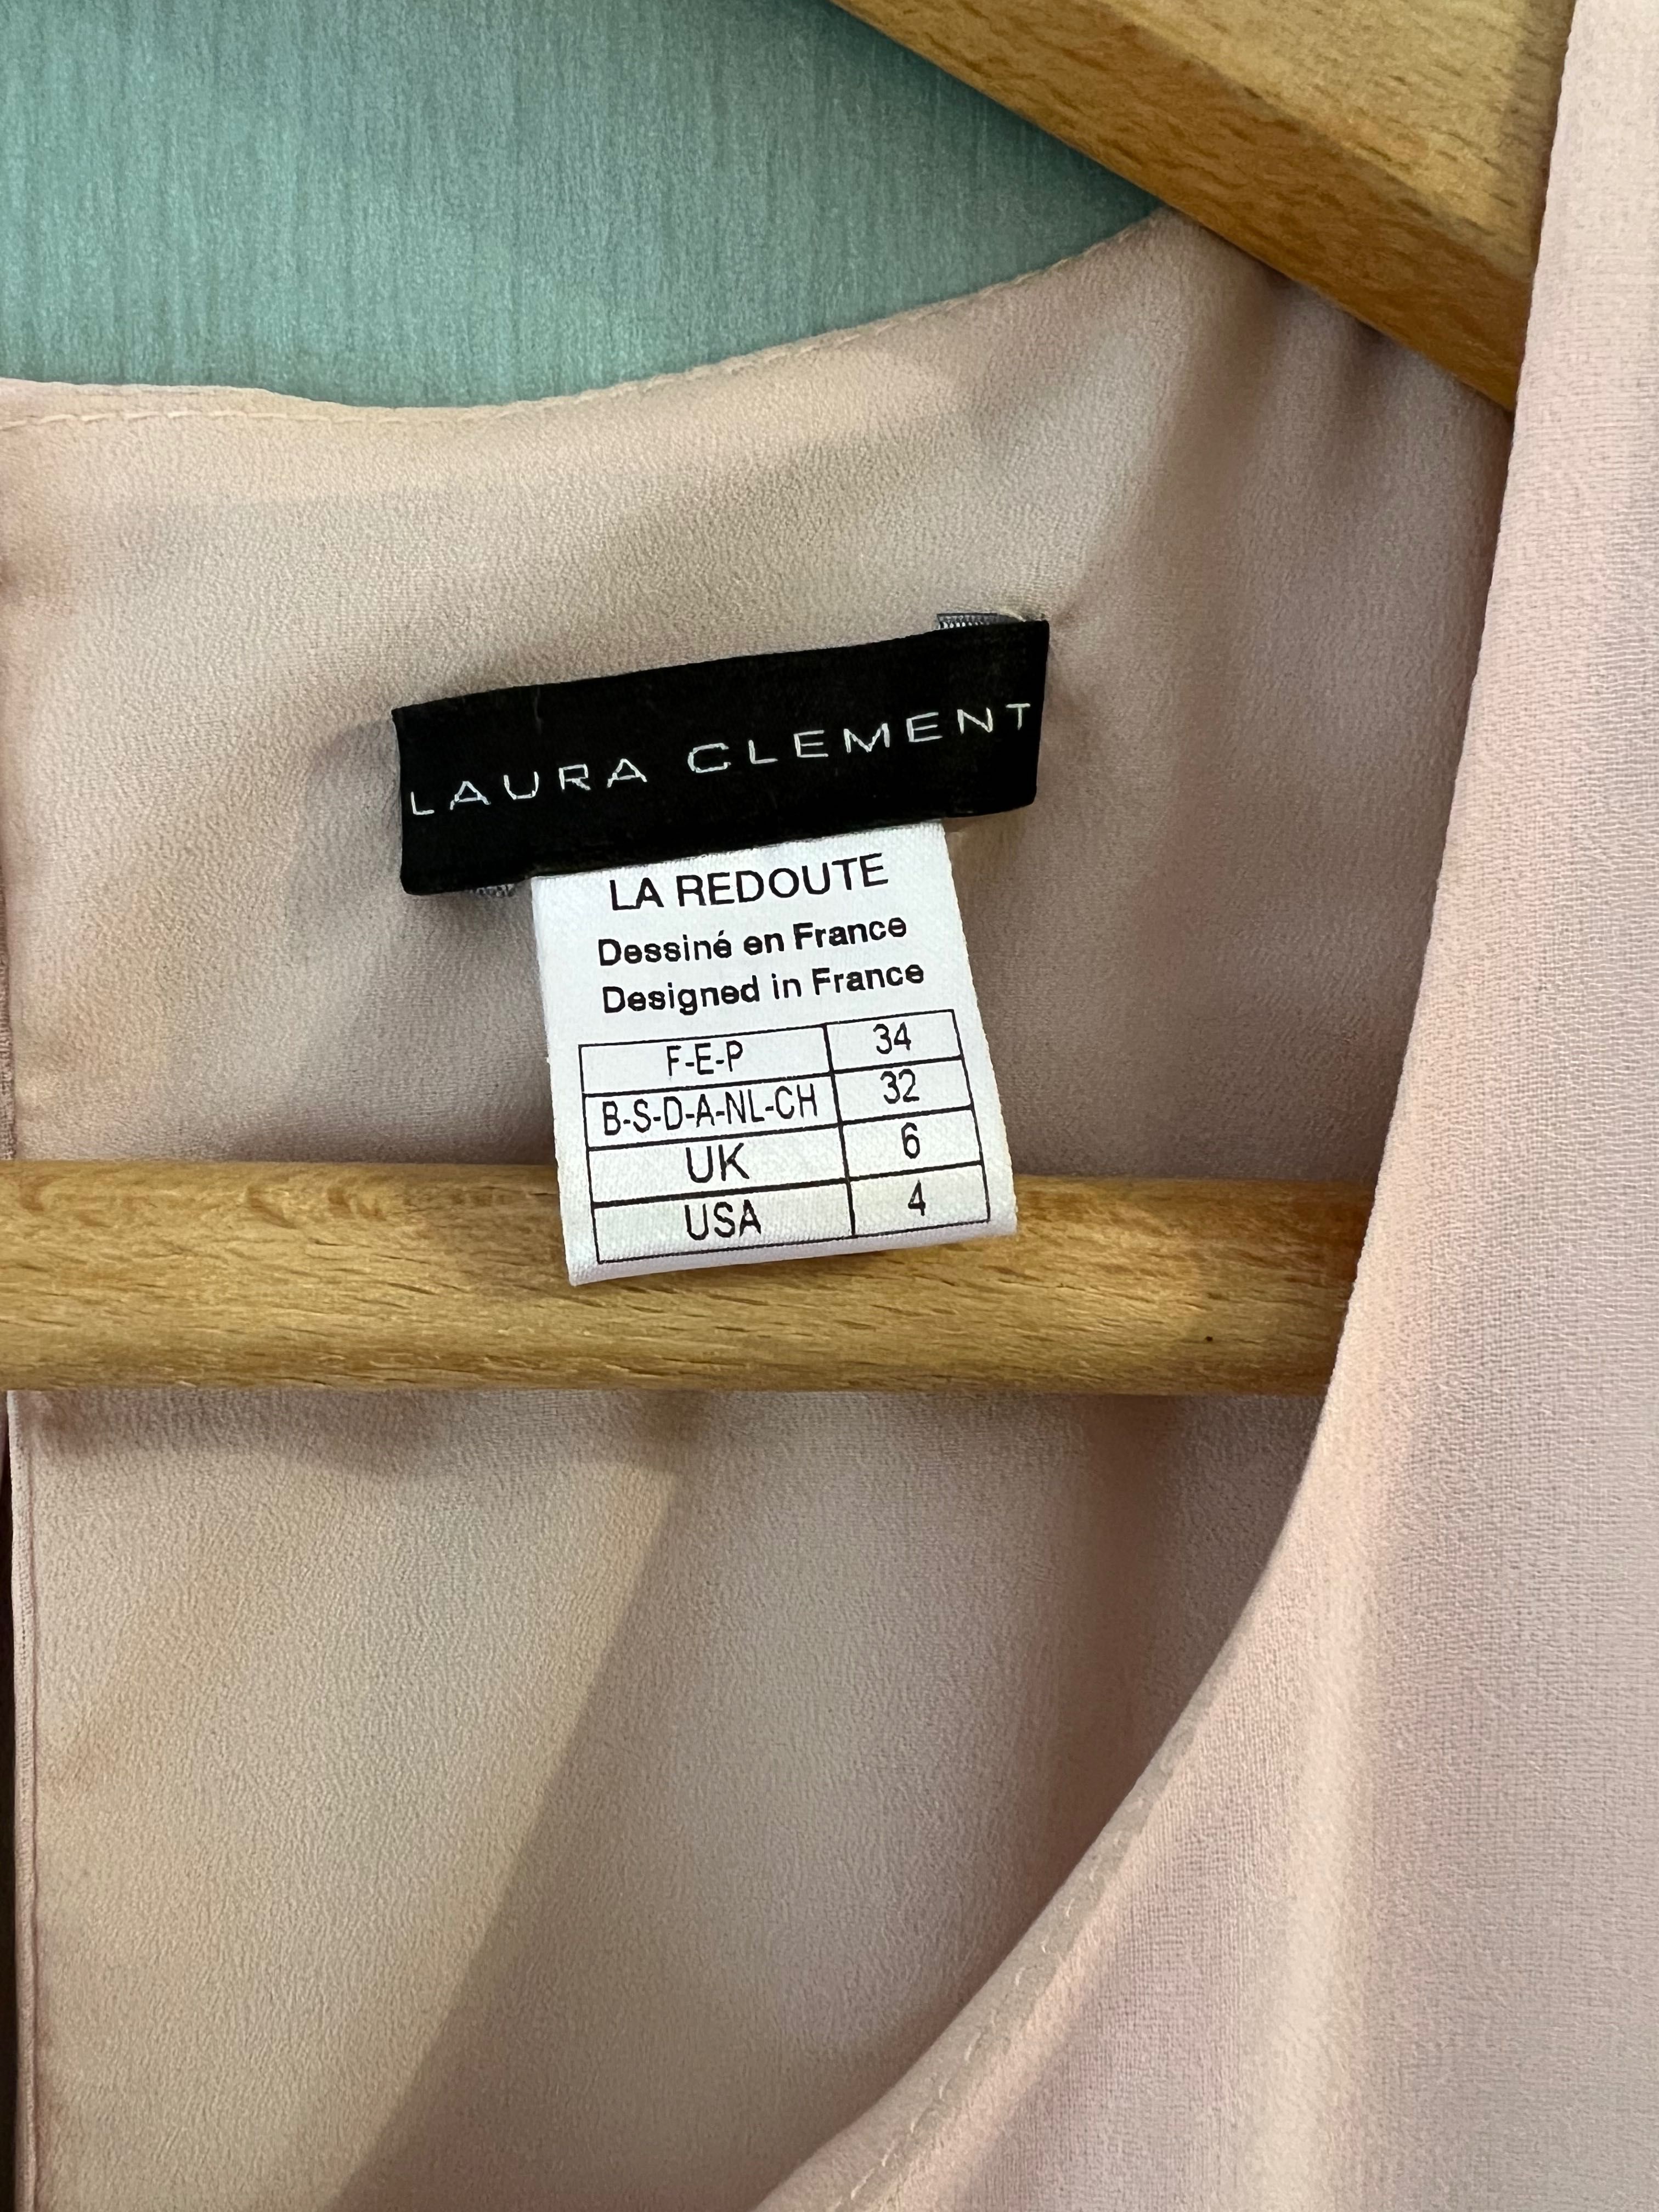 LAURA CLEMENT
LA REDOUTE
Dessiné en France
Designed in France
F-E-P 34
B-S-D-A-NL-CH 32
UK 6
USA 4